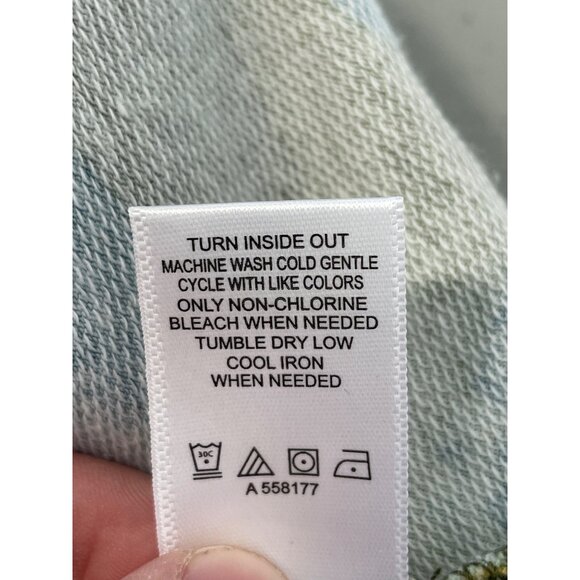 TURN INSIDE OUT
MACHINE WASH COLD GENTLE
CYCLE WITH LIKE COLORS
ONLY NON-CHLORINE
BLEACH WHEN NEEDED
TUMBLE DRY LOW
COOL IRON
WHEN NEEDED
30C
A 558177